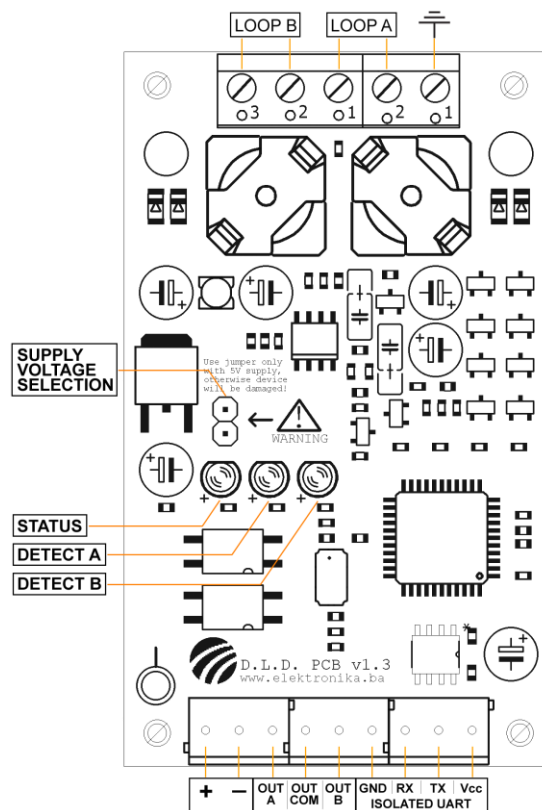 LOOP B LOOP A
3 2 1 2 1
SUPPLY
VOLTAGE
SELECTION
Use jumper only
with 5V supply,
otherwise device
will be damaged!
WARNING
STATUS
DETECT A
DETECT B
D.L.D. PCB v1.3
www.elektronika.ba
+ − OUT A OUT COM OUT B GND RX TX Vcc
ISOLATED UART